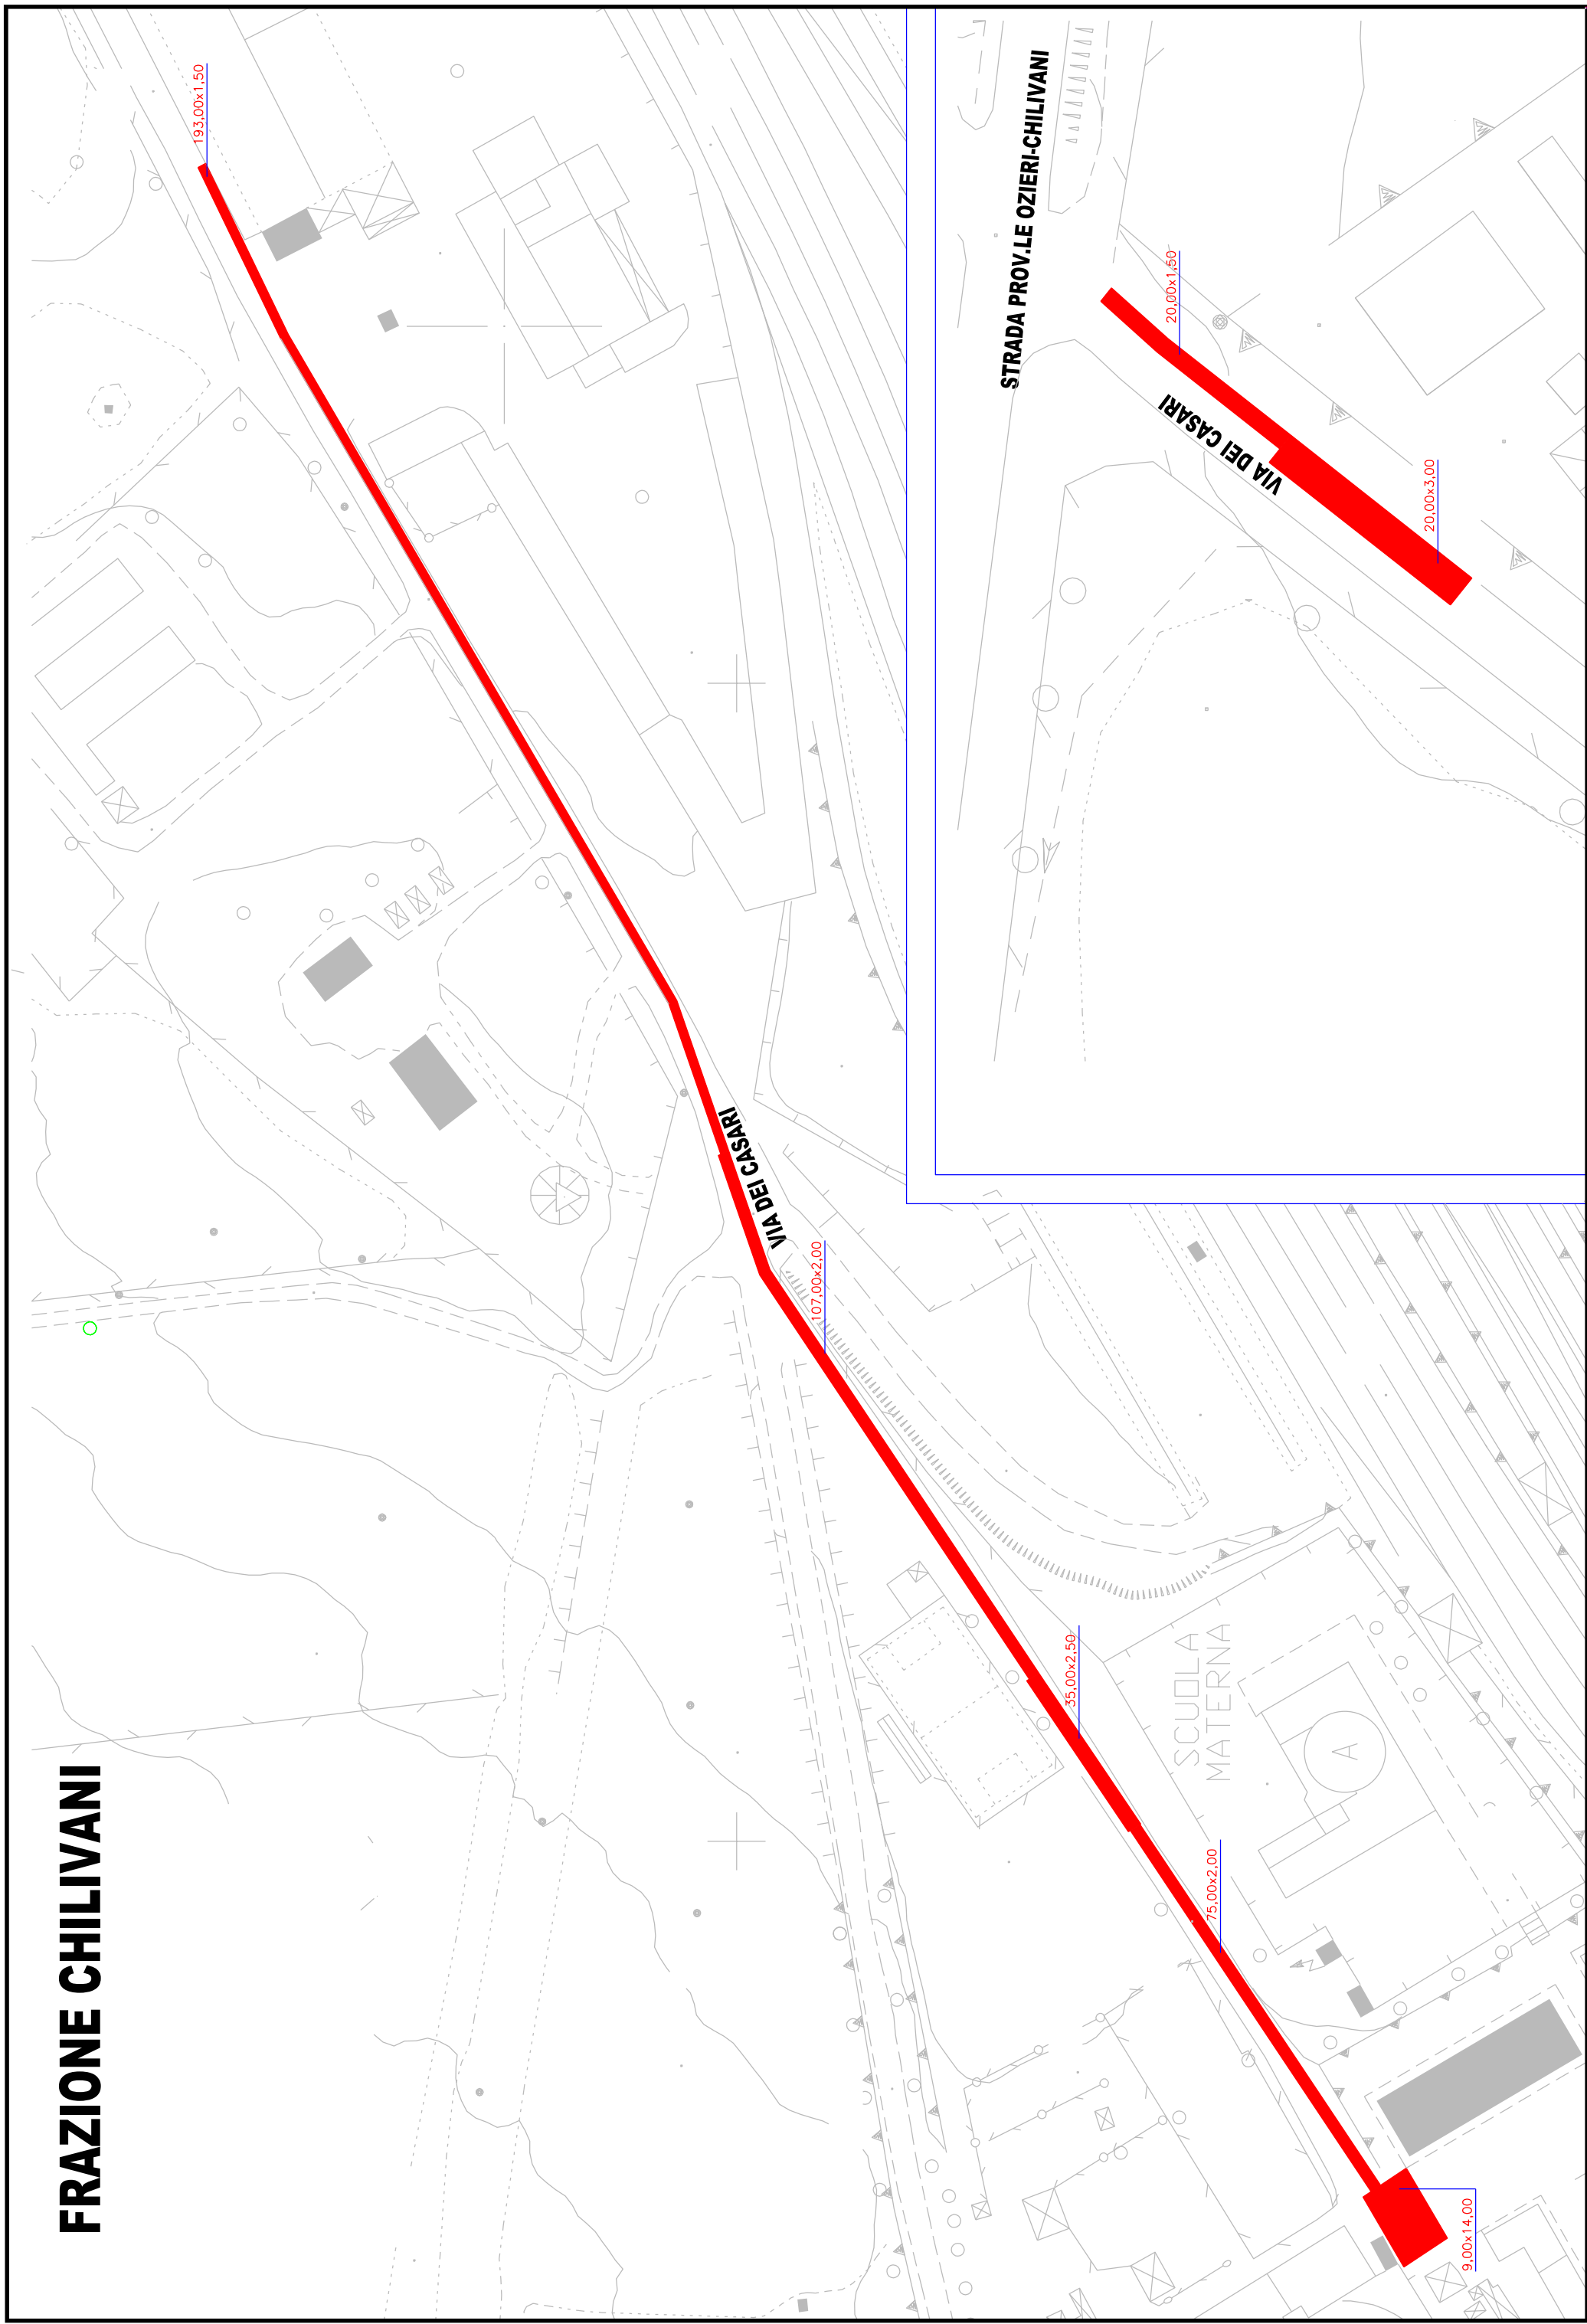 FRAZIONE CHILIVANI
193,00x1,50
VIA DEI CASARI
107,00x2,00
35,00x2,50
SCUOLA
MATERNA
A
75,00x2,00
9,00x14,00
STRADA PROV.LE OZIERI-CHILIVANI
20,00x1,50
VIA DEI CASARI
20,00x3,00